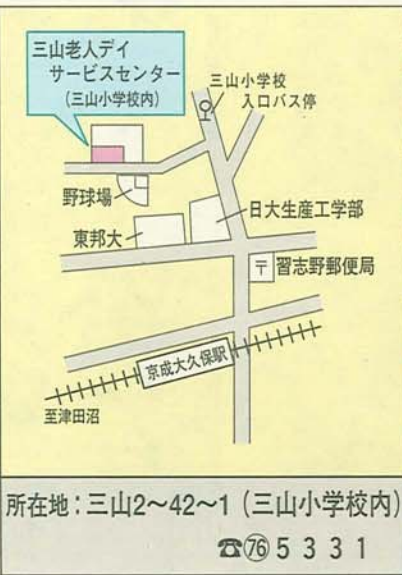 三山老人デイ
サービスセンター
(三山小学校内)
三山小学校
入口バス停
野球場
日大生産工学部
東邦大
〒 習志野郵便局
京成大久保駅
至津田沼
所在地:三山2〜42〜1(三山小学校内)
☎76 5331